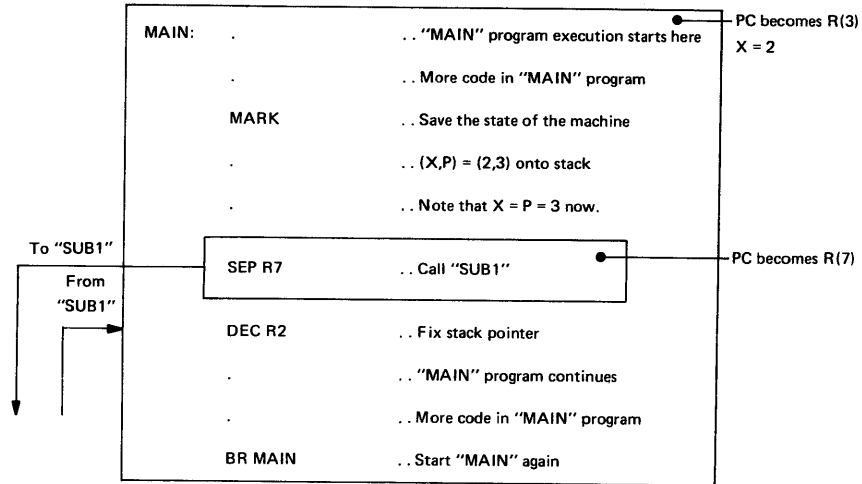 PC becomes R(3)
X = 2
MAIN: . . . "MAIN" program execution starts here
. . . More code in "MAIN" program
MARK . . Save the state of the machine
. . . (X,P) = (2,3) onto stack
. . . Note that X = P = 3 now.
To "SUB1"
From
"SUB1"
SEP R7 . . Call "SUB1"
PC becomes R(7)
DEC R2 . . Fix stack pointer
. . . "MAIN" program continues
. . . More code in "MAIN" program
BR MAIN . . Start "MAIN" again